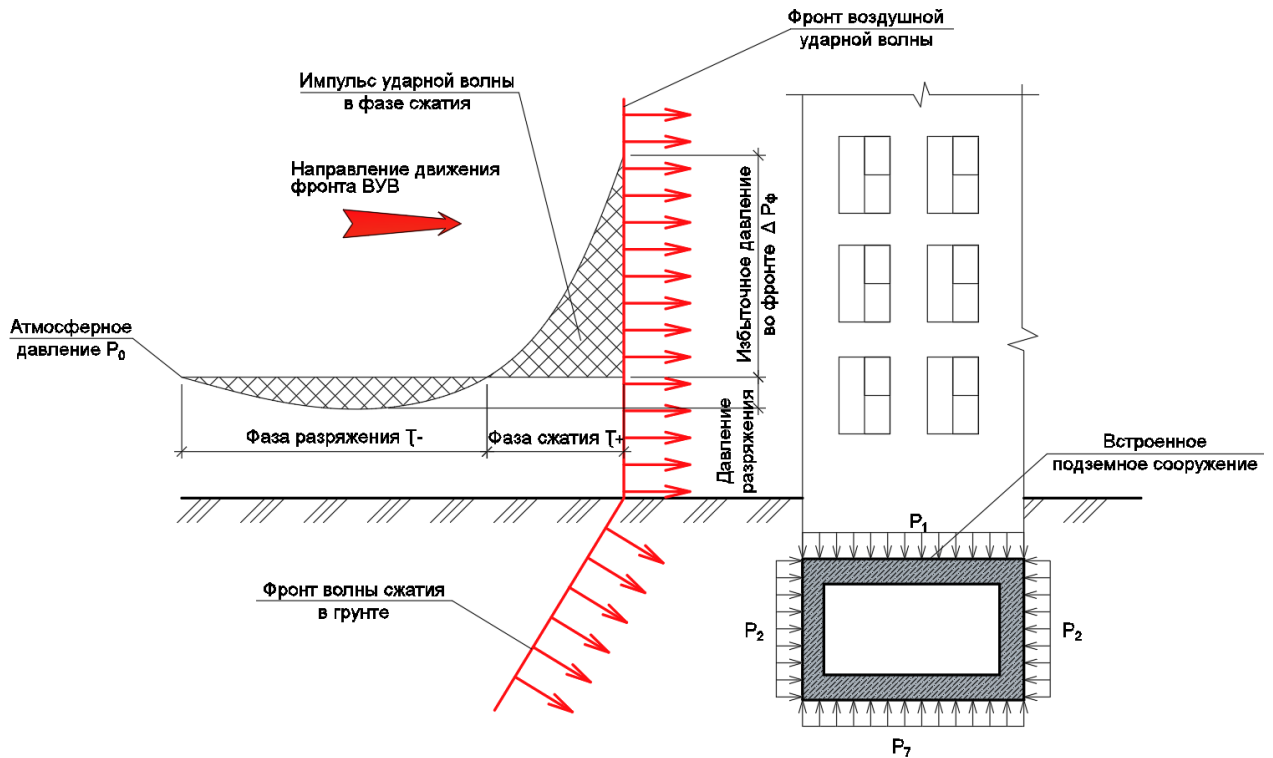 Фронт воздушной
ударной волны
Импульс ударной волны
в фазе сжатия
Направление движения
фронта ВУВ
Избыточное давление
во фронте Δ Pф
Атмосферное
давление P₀
Фаза разряжения Ʈ-
Фаза сжатия Ʈ+
Давление
разряжения
Встроенное
подземное сооружение
P₁
Фронт волны сжатия
в грунте
P₂
P₂
P₇